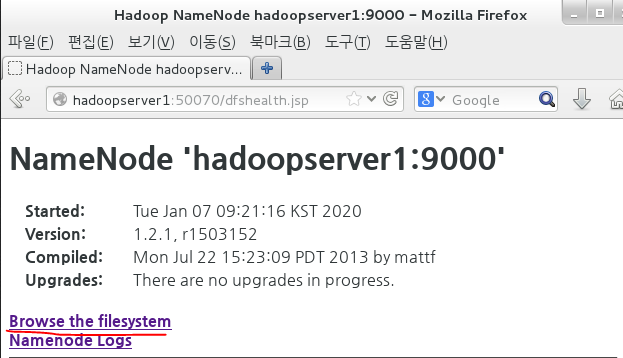 Hadoop NameNode hadoopserver1:9000 - Mozilla Firefox
파일(F) 편집(E) 보기(V) 이동(S) 북마크(B) 도구(T) 도움말(H)
Hadoop NameNode hadoopserv...
hadoopserver1:50070/dfshealth.jsp
8 Google
NameNode 'hadoopserver1:9000'
Started: Tue Jan 07 09:21:16 KST 2020
Version: 1.2.1, r1503152
Compiled: Mon Jul 22 15:23:09 PDT 2013 by mattf
Upgrades: There are no upgrades in progress.
Browse the filesystem
Namenode Logs